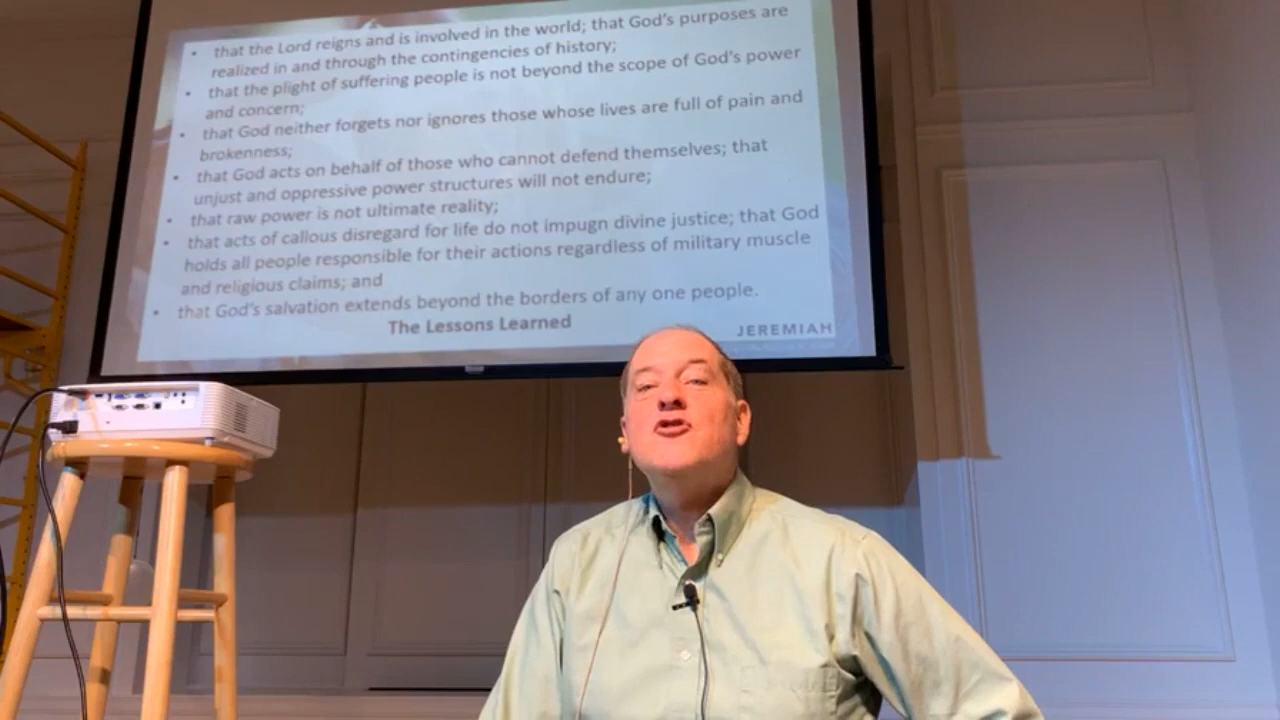 • that the Lord reigns and is involved in the world; that God's purposes are
realized in and through the contingencies of history;
• that the plight of suffering people is not beyond the scope of God's power
and concern;
• that God neither forgets nor ignores those whose lives are full of pain and
brokenness;
• that God acts on behalf of those who cannot defend themselves; that
unjust and oppressive power structures will not endure;
• that raw power is not ultimate reality;
• that acts of callous disregard for life do not impugn divine justice; that God
holds all people responsible for their actions regardless of military muscle
and religious claims; and
• that God's salvation extends beyond the borders of any one people.
The Lessons Learned
JEREMIAH